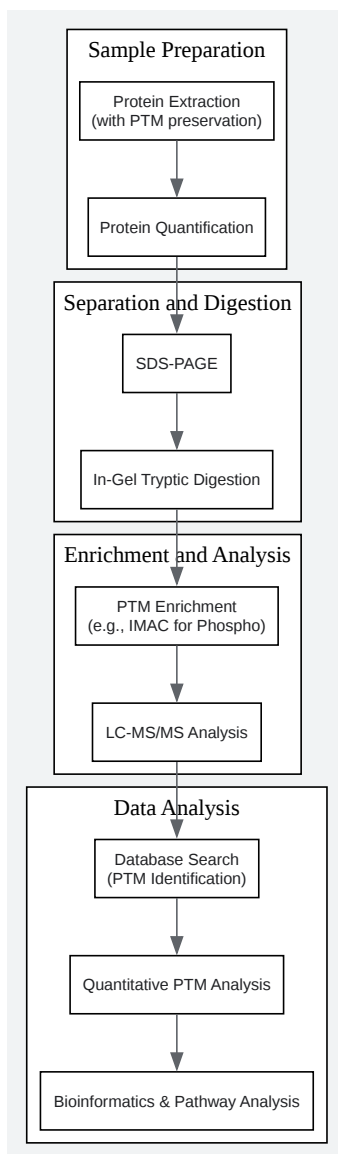 Sample Preparation
Protein Extraction
(with PTM preservation)
Protein Quantification
Separation and Digestion
SDS-PAGE
In-Gel Tryptic Digestion
Enrichment and Analysis
PTM Enrichment
(e.g., IMAC for Phospho)
LC-MS/MS Analysis
Data Analysis
Database Search
(PTM Identification)
Quantitative PTM Analysis
Bioinformatics & Pathway Analysis